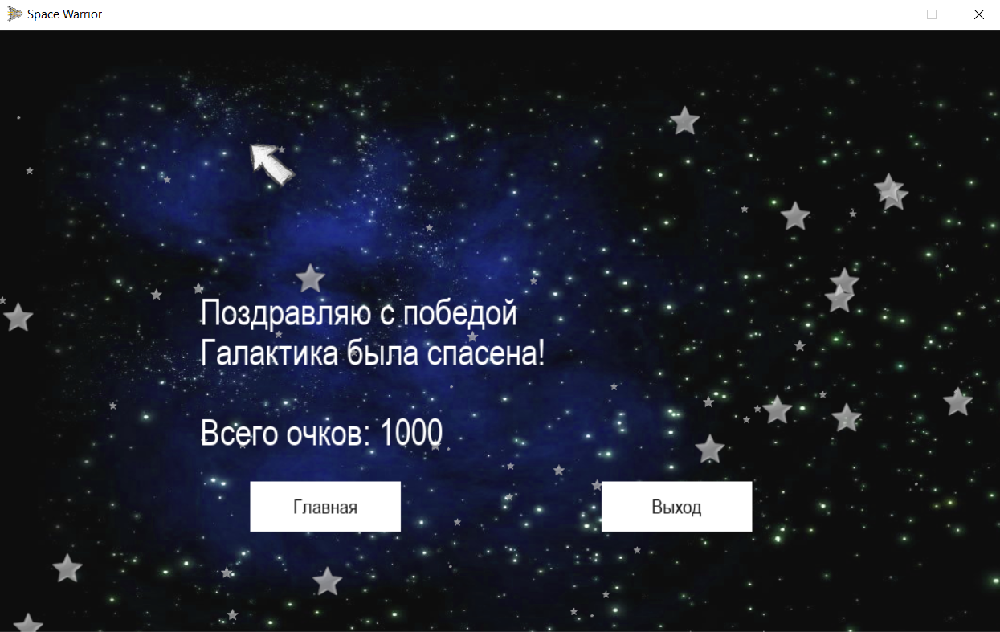 Space Warrior
Поздравляю с победой
Галактика была спасена!
Всего очков: 1000
Главная
Выход